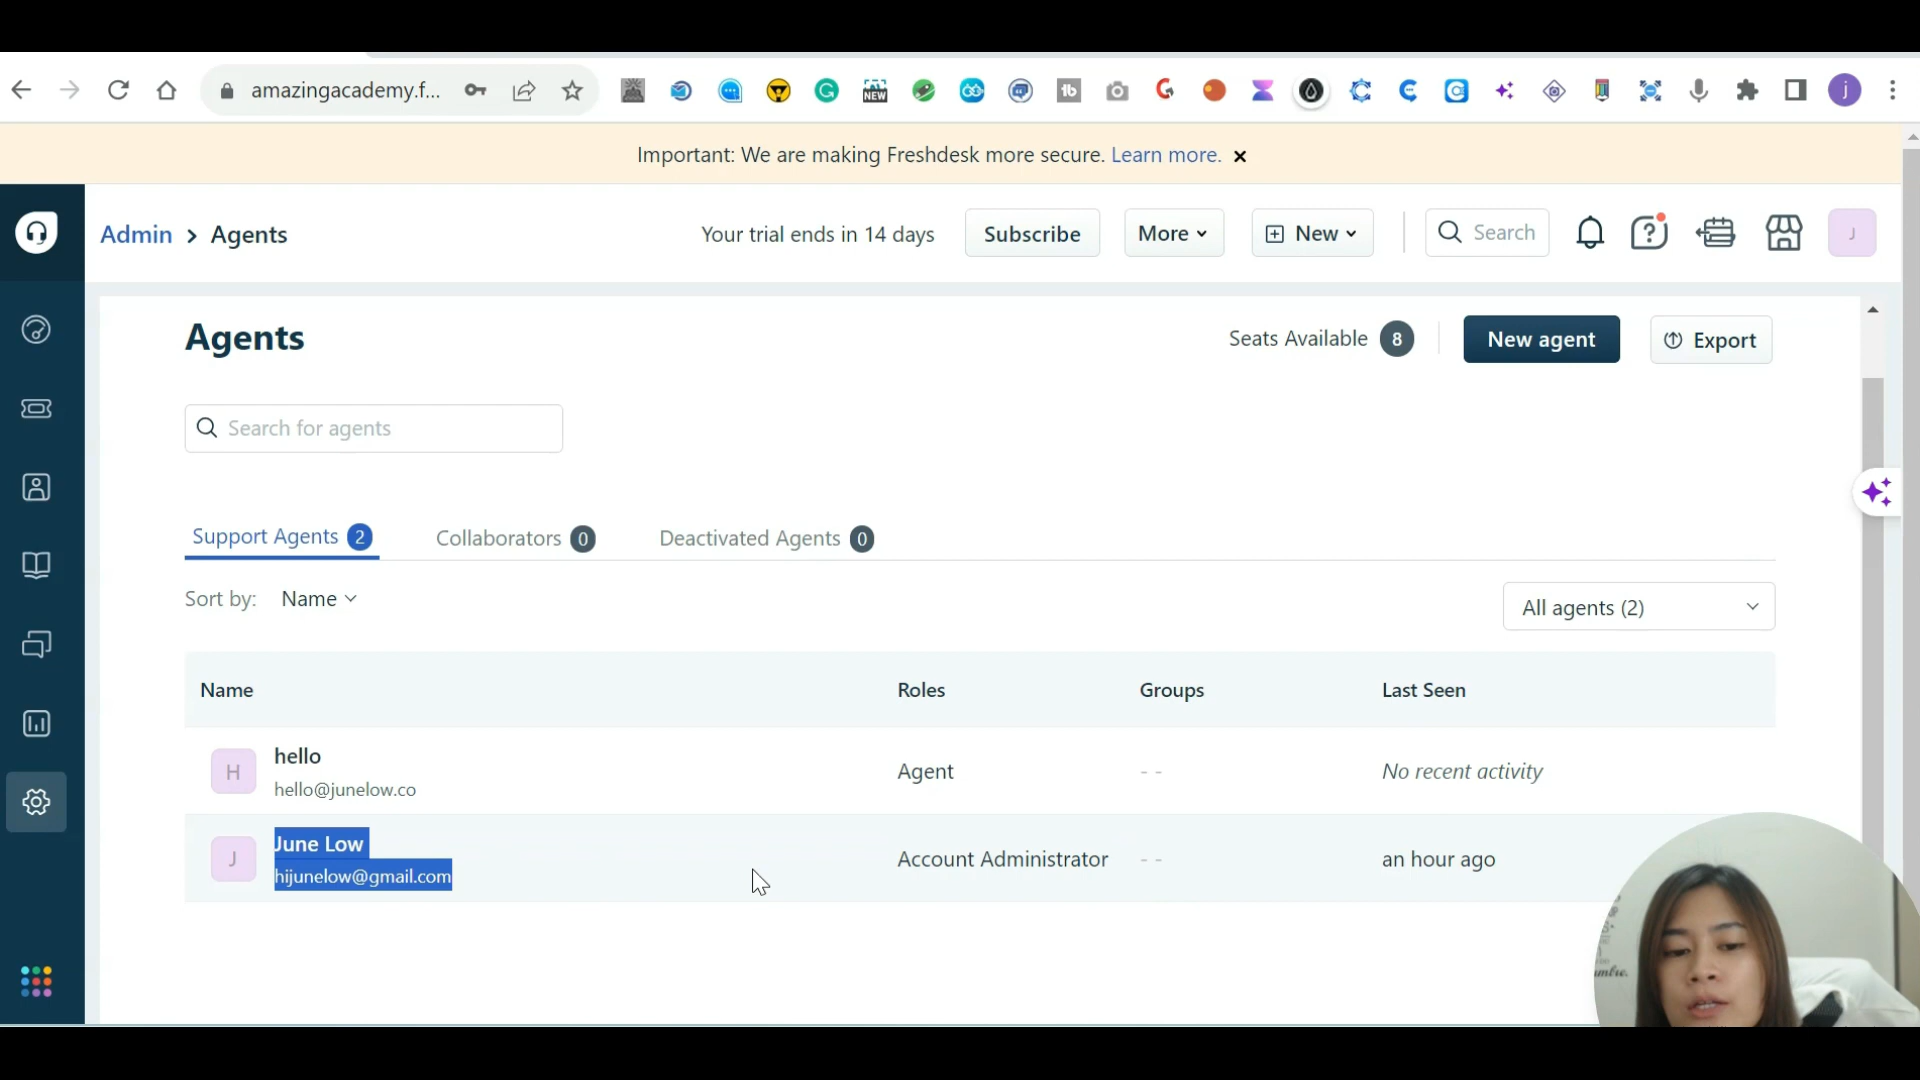 amazingacademy.f...
NEW
tb
j
Important: We are making Freshdesk more secure. Learn more. ×
Admin > Agents
Your trial ends in 14 days
Subscribe
More
New
Search
J
Agents
Seats Available 8
New agent
Export
Search for agents
Support Agents 2
Collaborators 0
Deactivated Agents 0
Sort by: Name
All agents (2)
Name Roles Groups Last Seen
H
hello
hello@junelow.co
Agent
- -
No recent activity
J
June Low
hijunelow@gmail.com
Account Administrator
- -
an hour ago